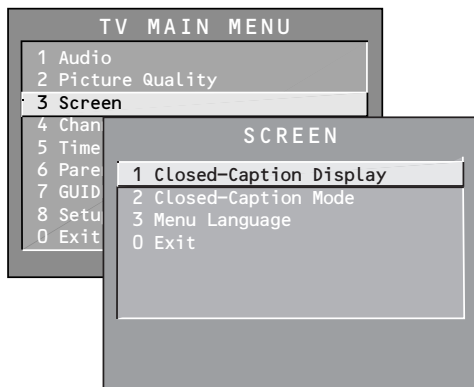 TV MAIN MENU
1 Audio
2 Picture Quality
3 Screen
4 Chan
5 Time
6 Pare
7 GUID
8 Setu
0 Exit
SCREEN
1 Closed-Caption Display
2 Closed-Caption Mode
3 Menu Language
0 Exit